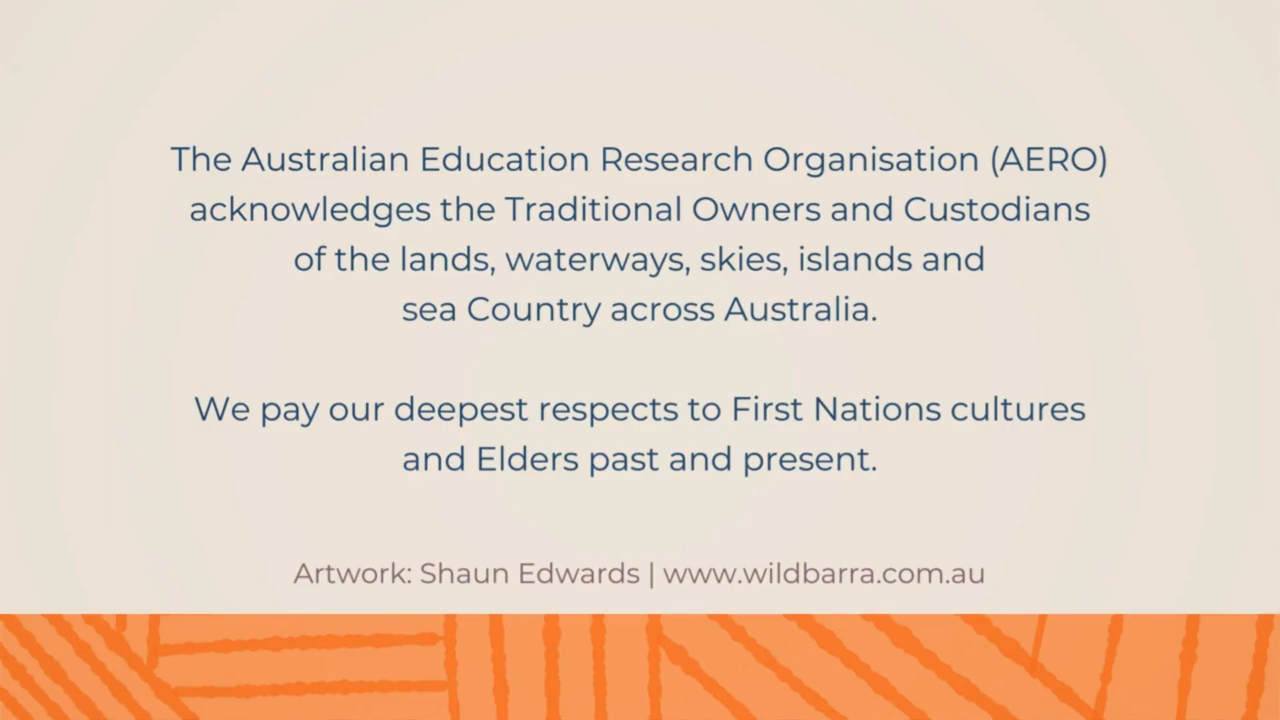 The Australian Education Research Organisation (AERO)
acknowledges the Traditional Owners and Custodians
of the lands, waterways, skies, islands and
sea Country across Australia.
We pay our deepest respects to First Nations cultures
and Elders past and present.
Artwork: Shaun Edwards | www.wildbarra.com.au